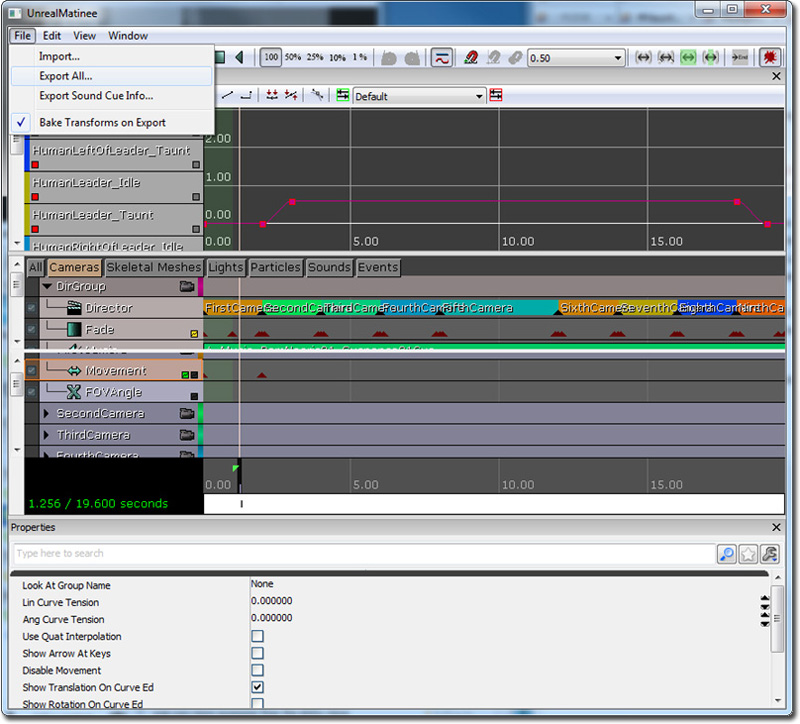 UnrealMatinee
File Edit View Window
Import...
Export All...
Export Sound Cue Info...
Bake Transforms on Export
100 50% 25% 10% 1% 0.50
Default
2.00
HumanLeftOfLeader_Taunt
1.00
HumanLeader_Idle
0.00
HumanLeader_Taunt
HumanRightOfLeader_Idle
0.00 5.00 10.00 15.00
All Cameras Skeletal Meshes Lights Particles Sounds Events
DirGroup
Director FirstCamera SecondCamera ThirdCamera FourthCamera FifthCamera SixthCamera SeventhCamera EighthCamera
Fade
Movement
FOVAngle
SecondCamera
ThirdCamera
FourthCamera
0.00 5.00 10.00 15.00
1.256 / 19.600 seconds
Properties
Type here to search
Look At Group Name None
Lin Curve Tension 0.000000
Ang Curve Tension 0.000000
Use Quat Interpolation
Show Arrow At Keys
Disable Movement
Show Translation On Curve Ed
Show Rotation On Curve Ed